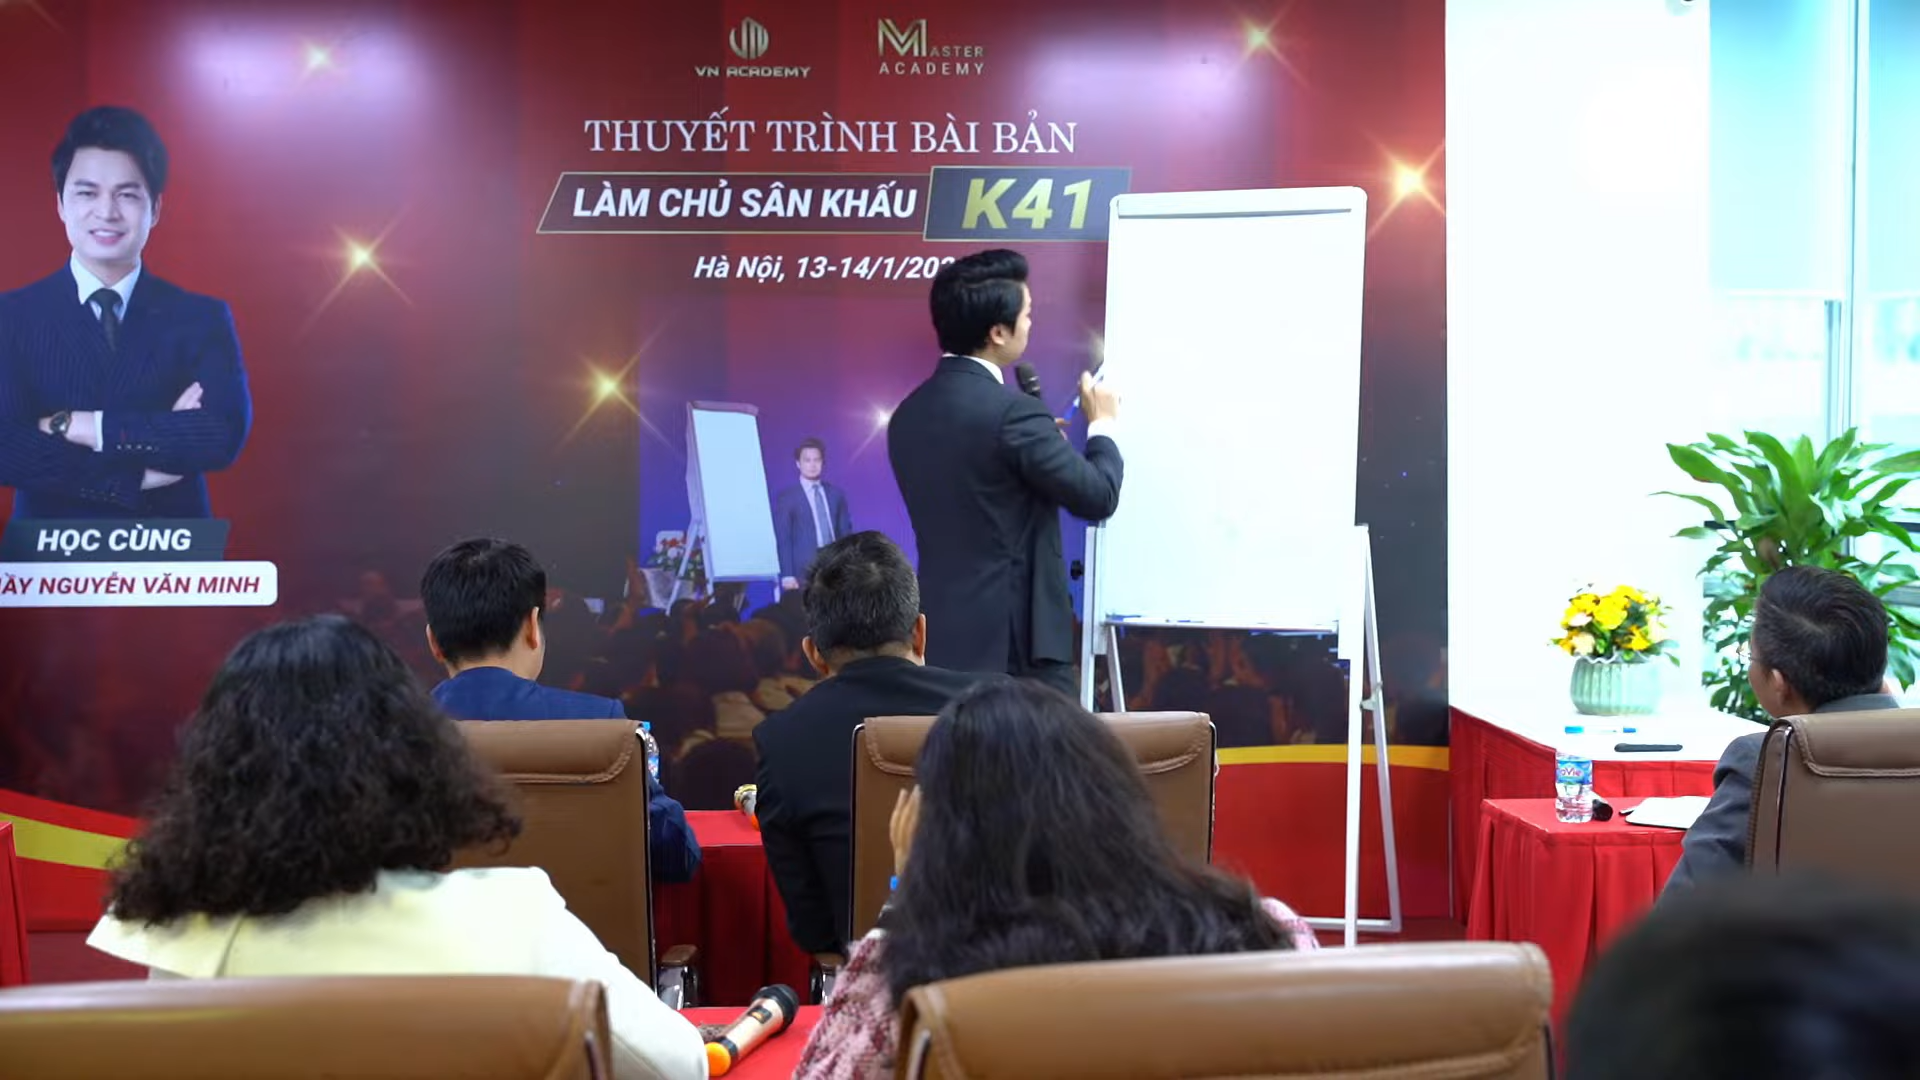 VN ACADEMY
MASTER
ACADEMY
THUYẾT TRÌNH BÀI BẢN
LÀM CHỦ SÂN KHẤU K41
Hà Nội, 13-14/1/20
HỌC CÙNG
NGUYỄN VĂN MINH